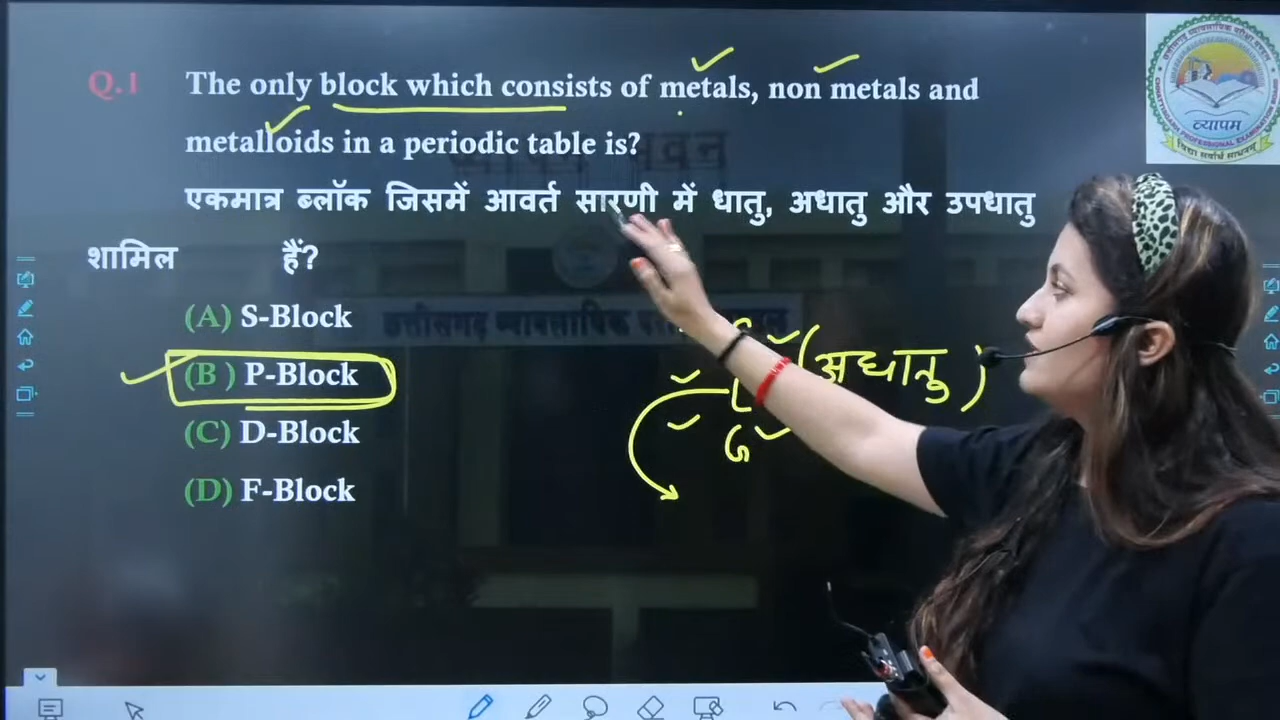 Q.1 The only block which consists of metals, non metals and
metalloids in a periodic table is?
एकमात्र ब्लॉक जिसमें आवर्त सारणी में धातु, अधातु और उपधातु
शामिल हैं?
(A) S-Block
(B ) P-Block
(C) D-Block
(D) F-Block
(अधातु)
व्यापम